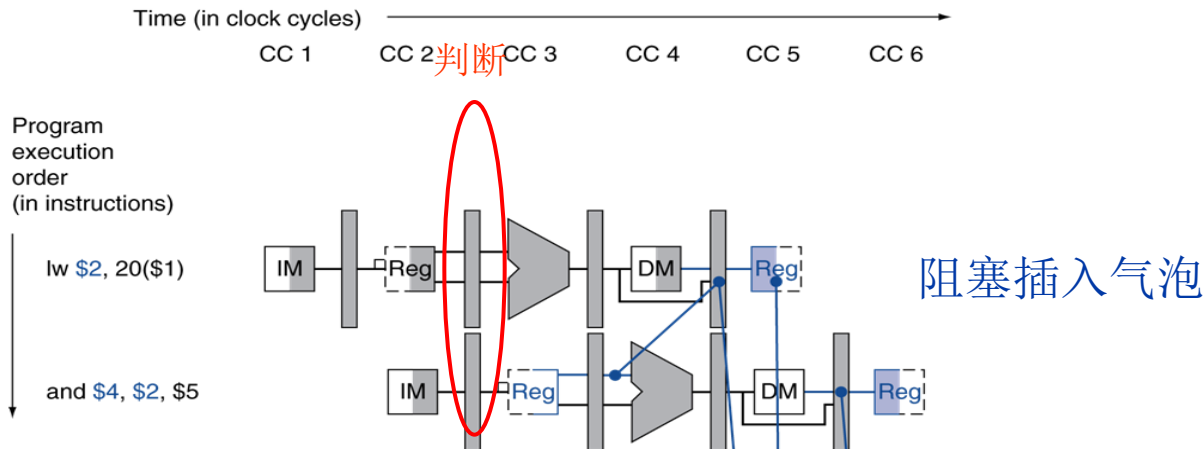 Time (in clock cycles)
CC 1 CC 2 判断 CC 3 CC 4 CC 5 CC 6
Program
execution
order
(in instructions)
lw $2, 20($1) IM Reg DM Reg
阻塞插入气泡
and $4, $2, $5 IM Reg DM Reg